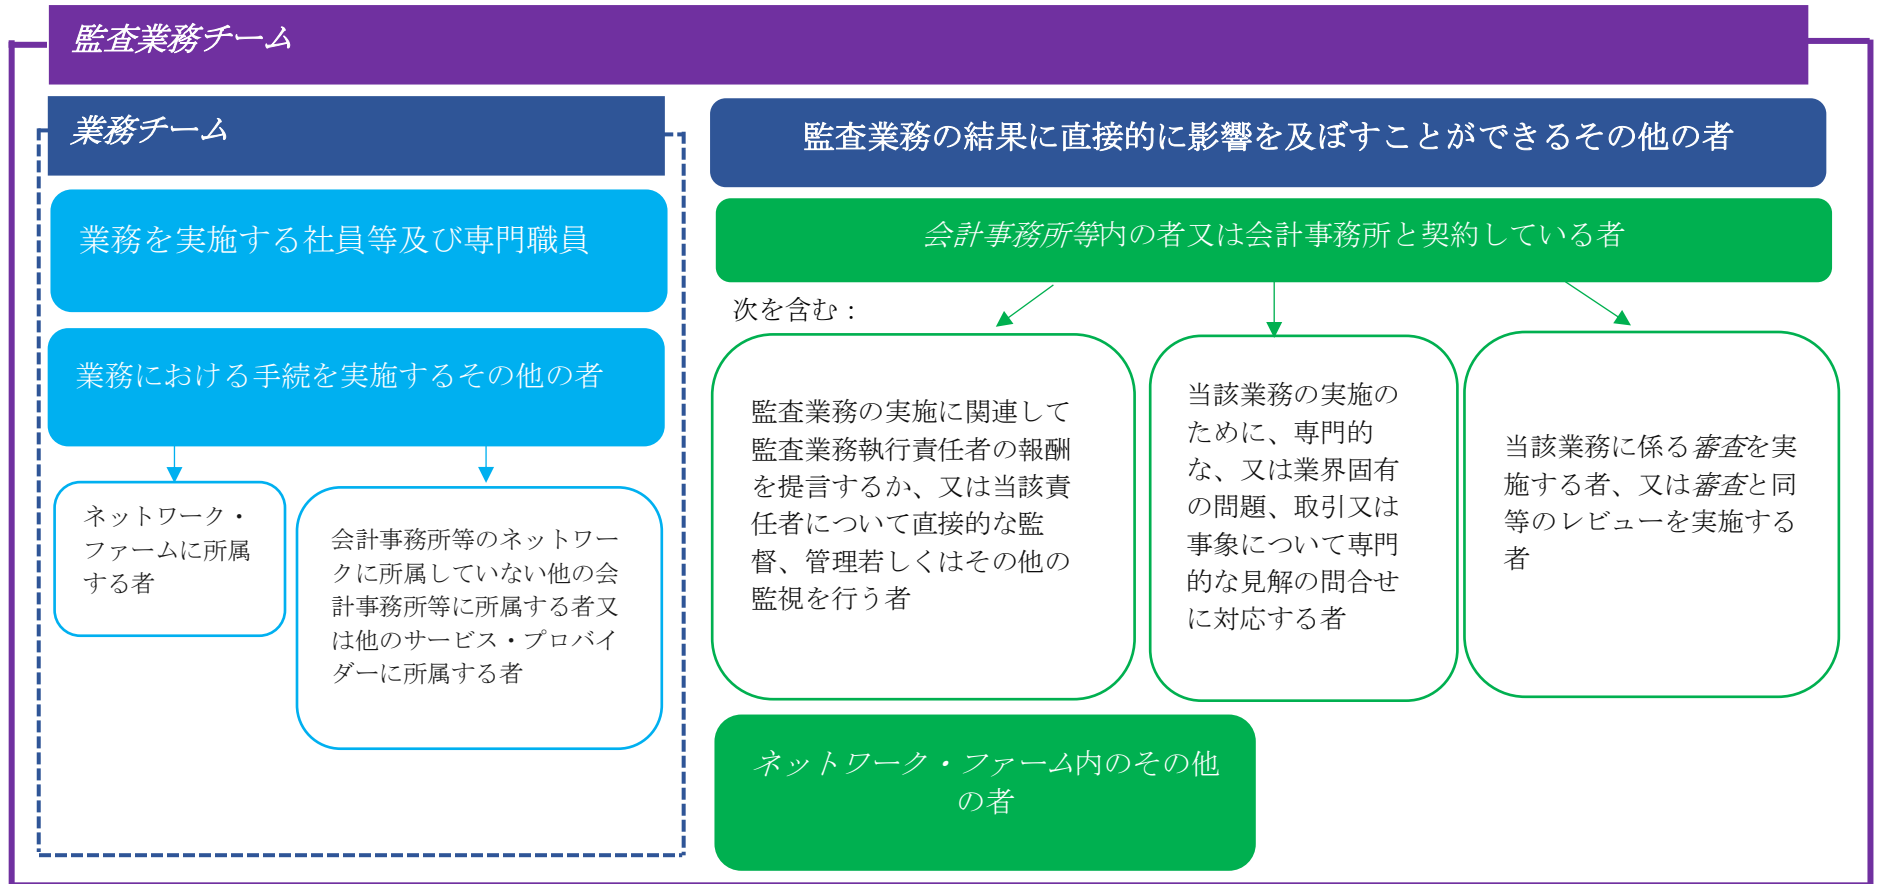 監査業務チーム
業務チーム
業務を実施する社員等及び専門職員
業務における手続を実施するその他の者
ネットワーク・
ファームに所属
する者
会計事務所等のネットワー
クに所属していない他の会
計事務所等に所属する者又
は他のサービス・プロバイ
ダーに所属する者
監査業務の結果に直接的に影響を及ぼすことができるその他の者
会計事務所等内の者又は会計事務所と契約している者
次を含む：
監査業務の実施に関連して
監査業務執行責任者の報酬
を提言するか、又は当該責
任者について直接的な監
督、管理若しくはその他の
監視を行う者
当該業務の実施の
ために、専門的
な、又は業界固有
の問題、取引又は
事象について専門
的な見解の問合せ
に対応する者
当該業務に係る審査を実
施する者、又は審査と同
等のレビューを実施する
者
ネットワーク・ファーム内のその他
の者